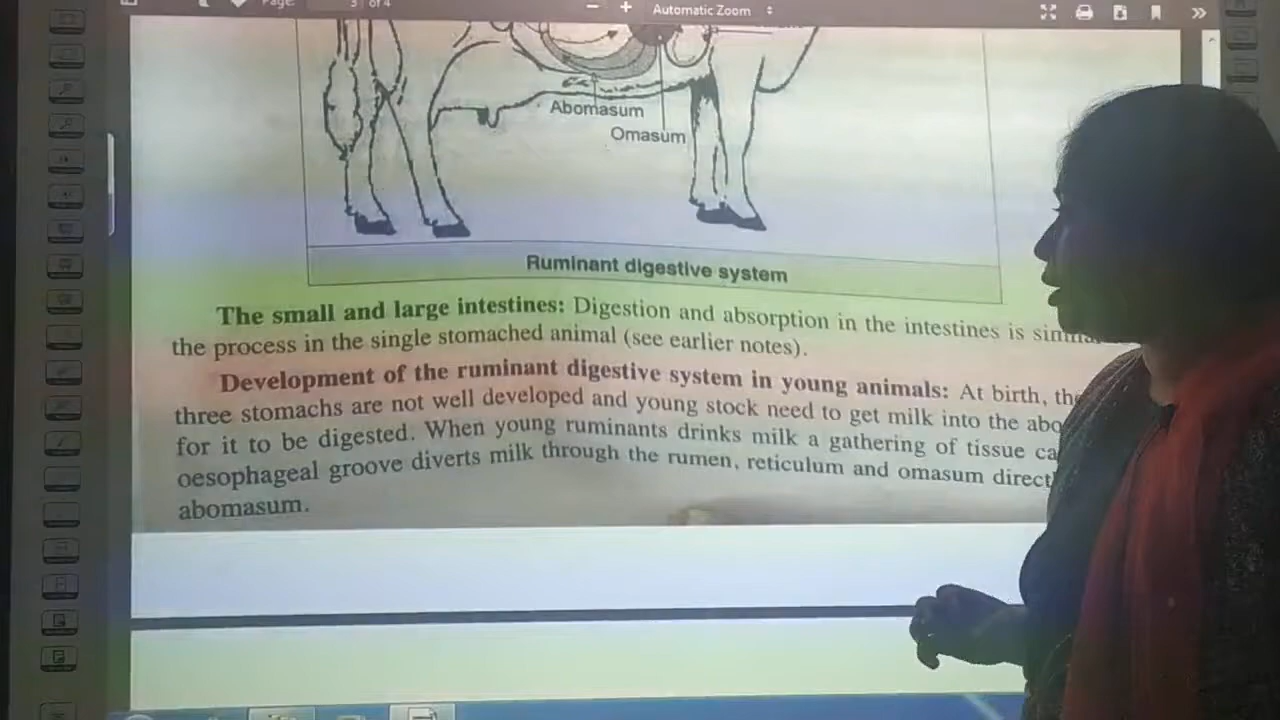 Page: 3 of 4
Automatic Zoom
Abomasum
Omasum
Ruminant digestive system
The small and large intestines: Digestion and absorption in the intestines is
the process in the single stomached animal (see earlier notes).
Development of the ruminant digestive system in young animals: At birth, the
three stomachs are not well developed and young stock need to get milk into the
for it to be digested. When young ruminants drinks milk a gathering of tissue
oesophageal groove diverts milk through the rumen, reticulum and omasum
abomasum.